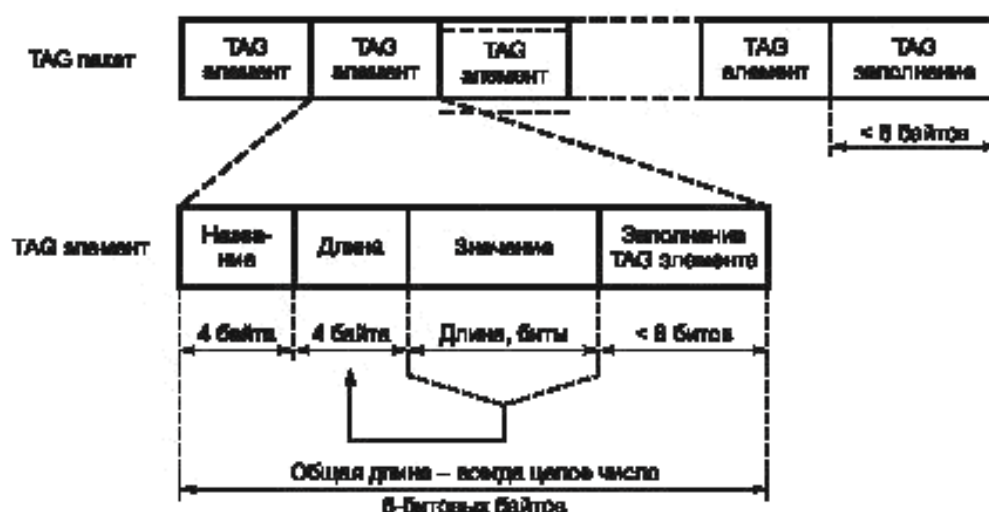 TAG пакет
TAG
элемент
TAG
элемент
TAG
элемент
TAG
элемент
TAG
заполнение
< 8 байтов
TAG элемент
Назва-
ние
Длина
Значение
Заполнение
TAG элемента
4 байта
4 байта
Длина, биты
< 8 битов
Общая длина – всегда целое число
8-битовых байтов